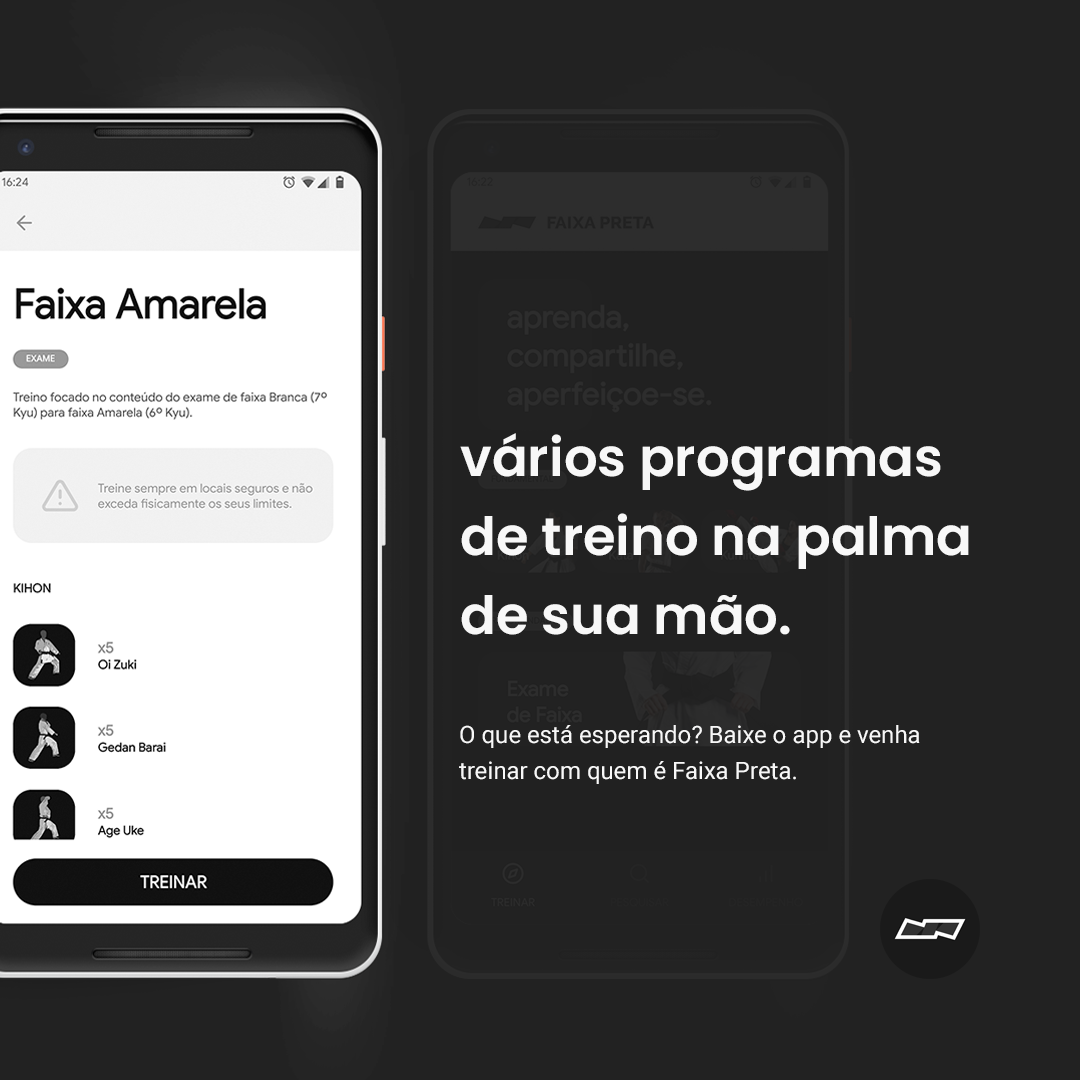 16:24
Faixa Amarela
EXAME
Treino focado no conteúdo do exame de faixa Branca (7º
Kyu) para faixa Amarela (6º Kyu).
Treine sempre em locais seguros e não
exceda fisicamente os seus limites.
KIHON
x5
Oi Zuki
x5
Gedan Barai
x5
Age Uke
TREINAR
16:22
FAIXA PRETA
aprenda,
compartilhe,
aperfeiçoe-se.
vários programas
de treino na palma
de sua mão.
Exame
de Faixa
O que está esperando? Baixe o app e venha
treinar com quem é Faixa Preta.
TREINAR